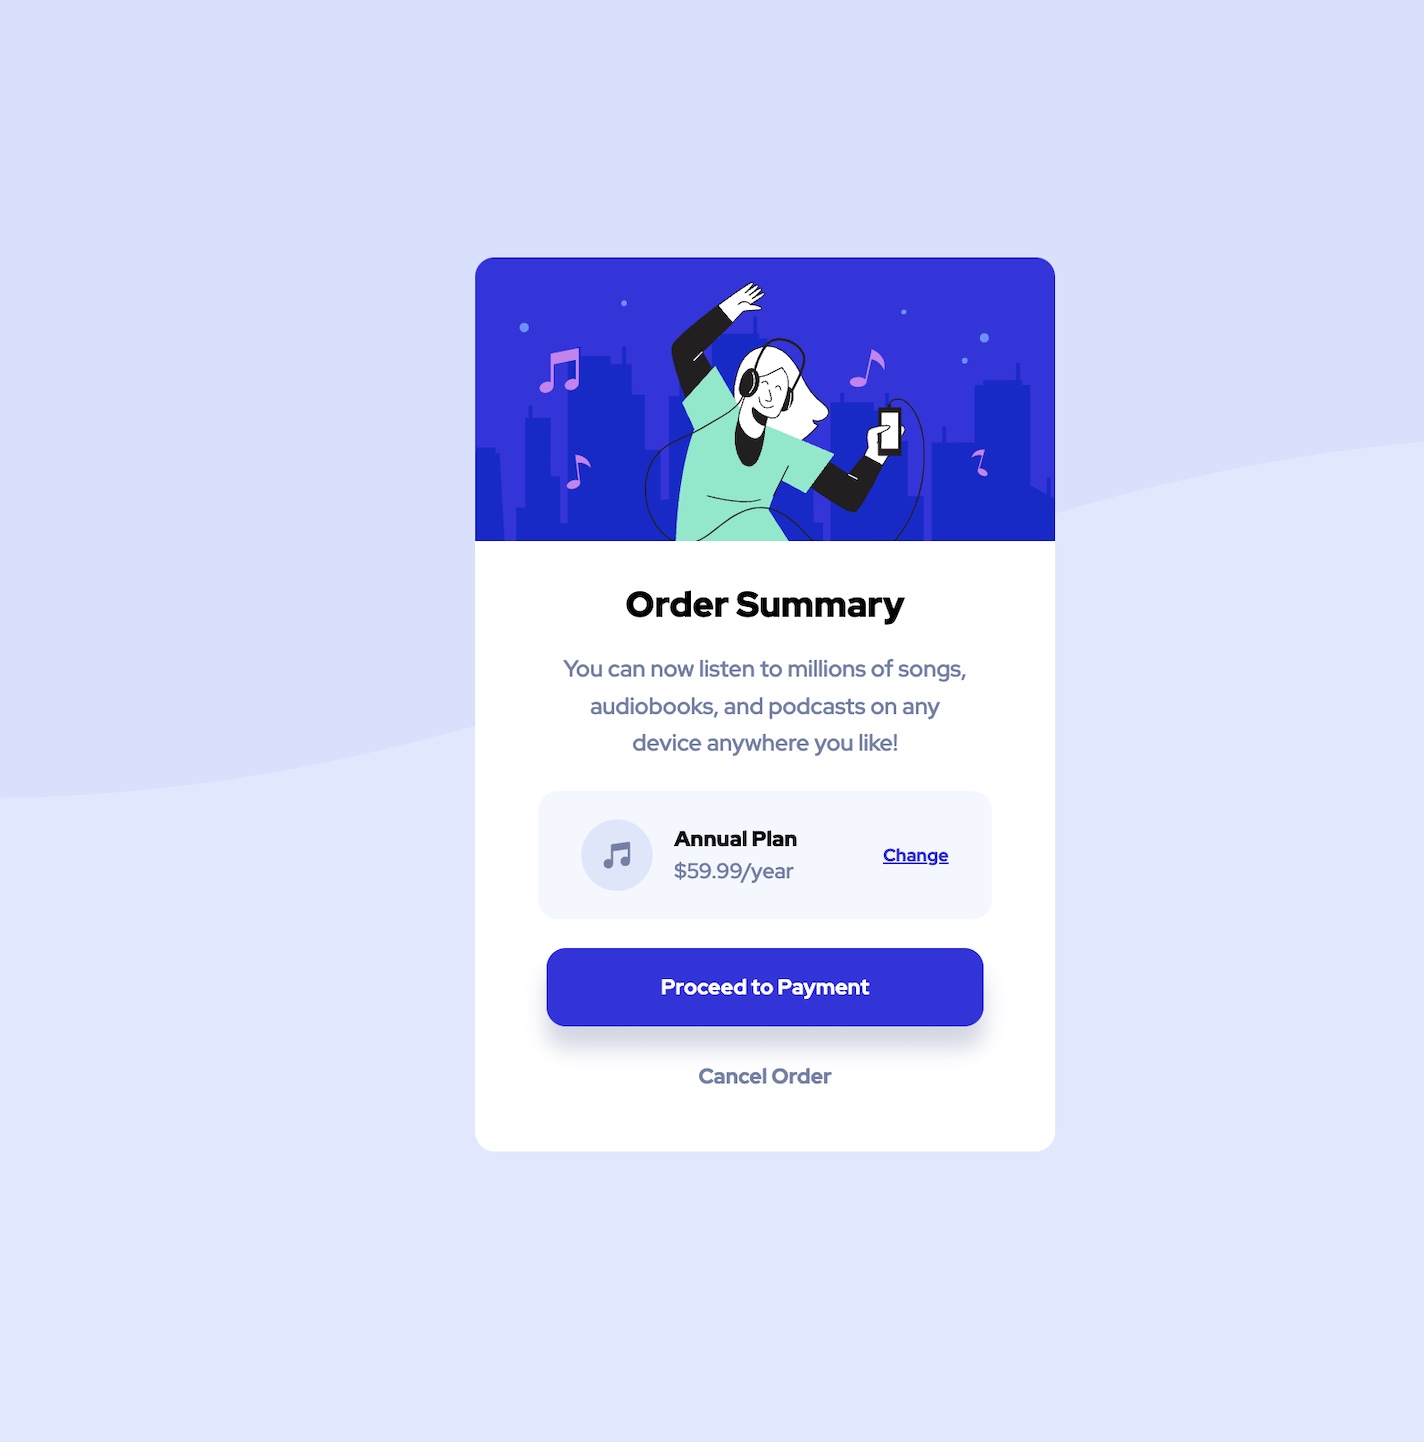 Order Summary
You can now listen to millions of songs,
audiobooks, and podcasts on any
device anywhere you like!
Annual Plan
$59.99/year
Change
Proceed to Payment
Cancel Order